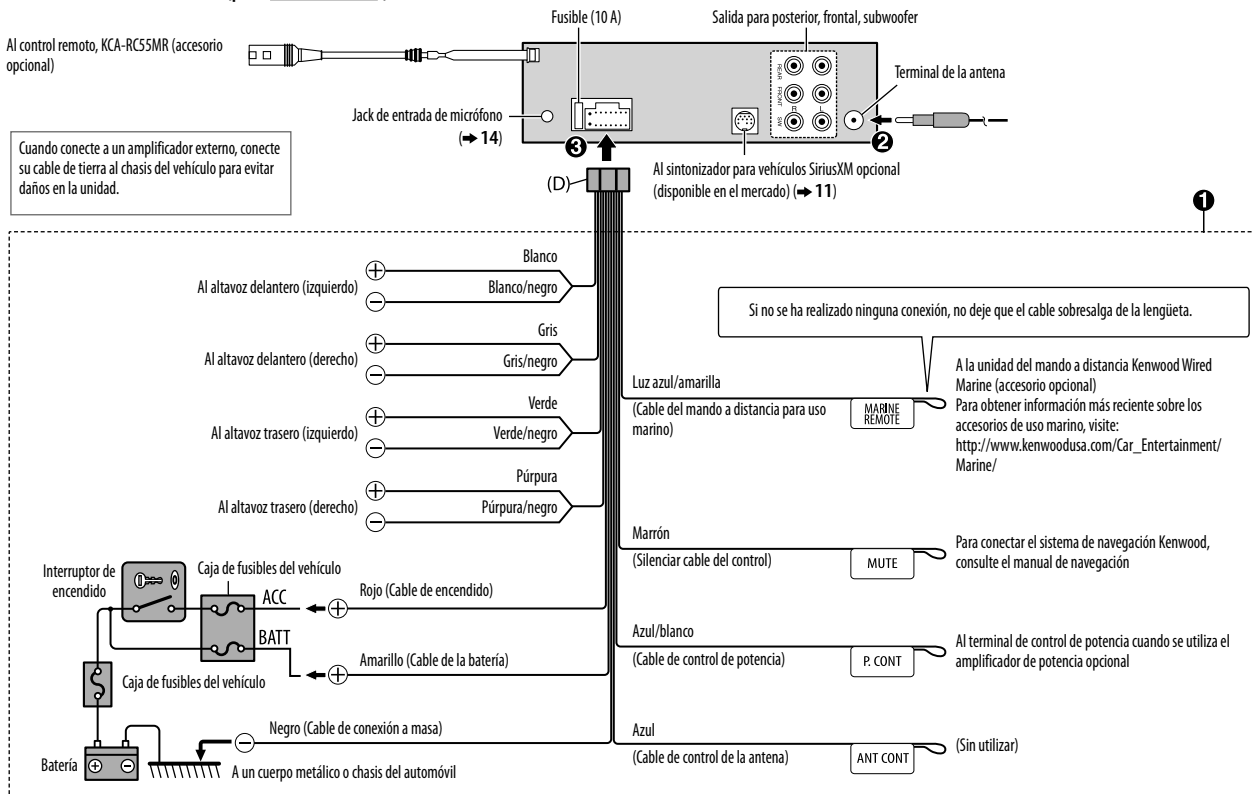 Fusible (10 A)
Salida para posterior, frontal, subwoofer
Al control remoto, KCA-RC55MR (accesorio
opcional)
Terminal de la antena
REAR
FRONT
R
L
SW
Jack de entrada de micrófono
(➡ 14)
❸
❷
Cuando conecte a un amplificador externo, conecte
su cable de tierra al chasis del vehículo para evitar
daños en la unidad.
Al sintonizador para vehículos SiriusXM opcional
(disponible en el mercado) (➡ 11)
(D)
❶
Blanco
Al altavoz delantero (izquierdo)
Blanco/negro
Si no se ha realizado ninguna conexión, no deje que el cable sobresalga de la lengüeta.
Gris
Al altavoz delantero (derecho)
Gris/negro
Luz azul/amarilla
(Cable del mando a distancia para uso
marino)
MARINE
REMOTE
A la unidad del mando a distancia Kenwood Wired
Marine (accesorio opcional)
Para obtener información más reciente sobre los
accesorios de uso marino, visite:
http://www.kenwoodusa.com/Car_Entertainment/
Marine/
Verde
Al altavoz trasero (izquierdo)
Verde/negro
Púrpura
Al altavoz trasero (derecho)
Púrpura/negro
Marrón
(Silenciar cable del control)
MUTE
Para conectar el sistema de navegación Kenwood,
consulte el manual de navegación
Interruptor de
encendido
Caja de fusibles del vehículo
ACC
Rojo (Cable de encendido)
BATT
Amarillo (Cable de la batería)
Caja de fusibles del vehículo
Azul/blanco
(Cable de control de potencia)
P. CONT
Al terminal de control de potencia cuando se utiliza el
amplificador de potencia opcional
Negro (Cable de conexión a masa)
Batería
A un cuerpo metálico o chasis del automóvil
Azul
(Cable de control de la antena)
ANT CONT
(Sin utilizar)